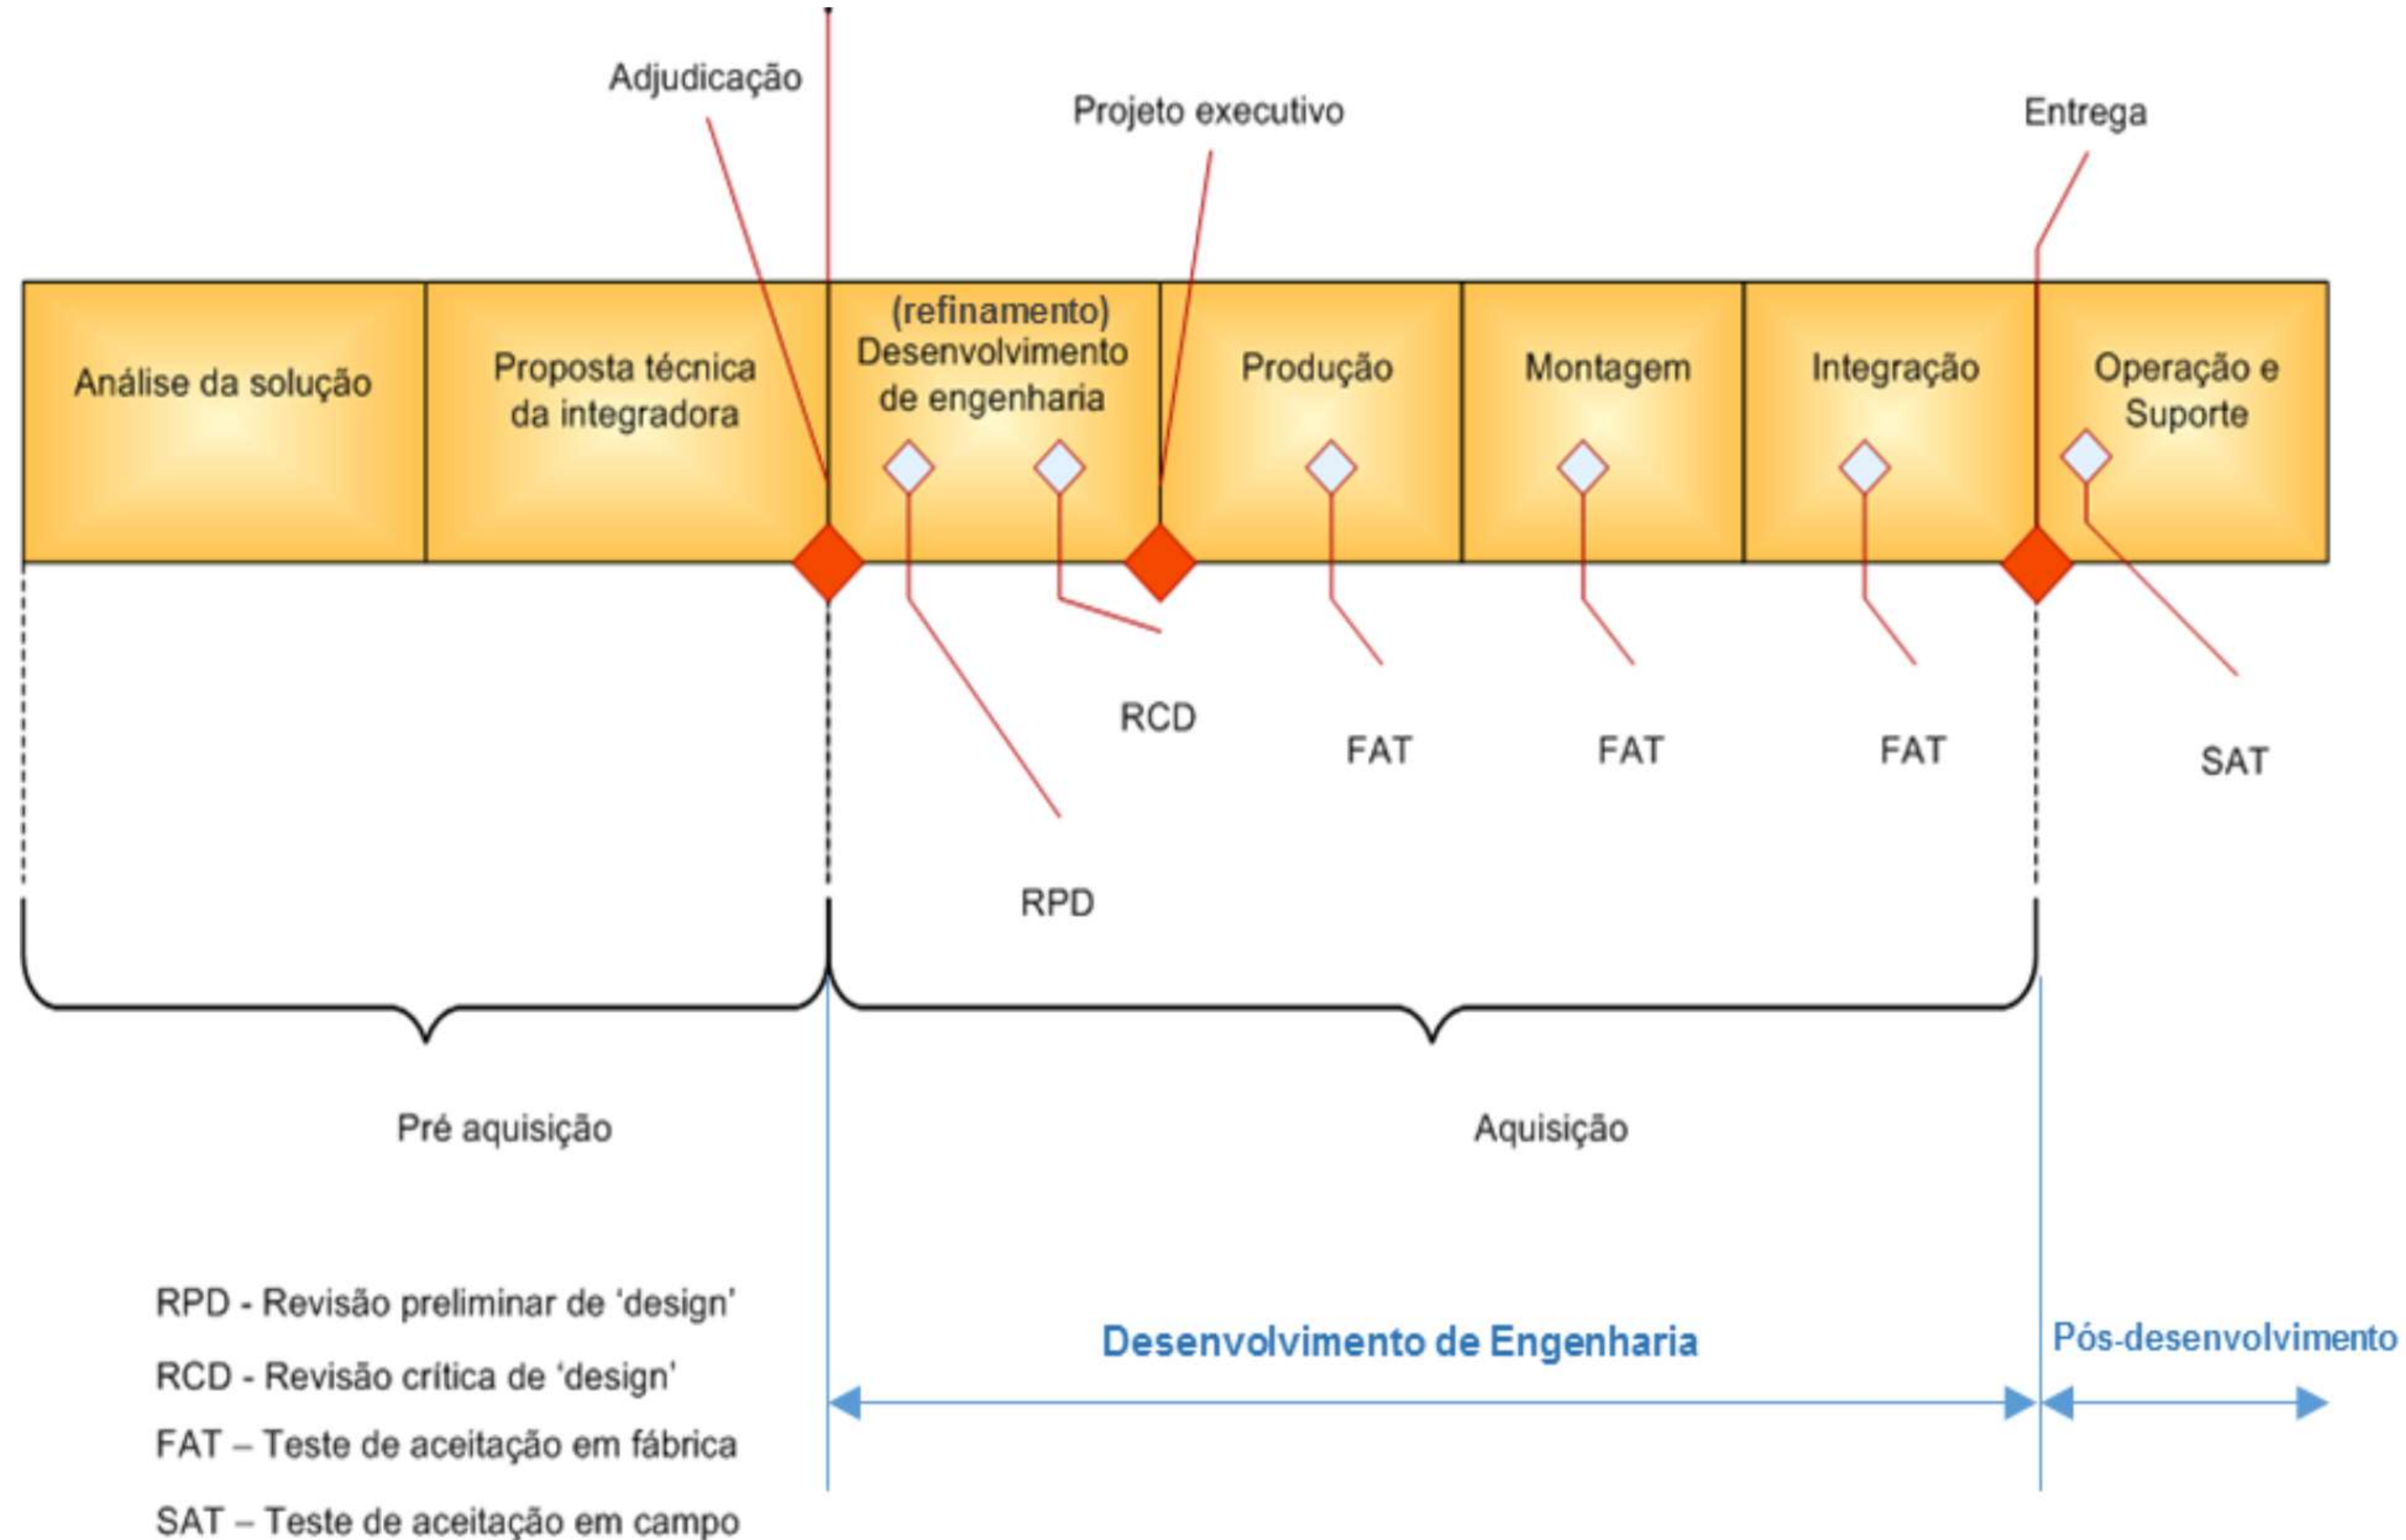 Adjudicação
Projeto executivo
Entrega
Análise da solução
Proposta técnica
da integradora
(refinamento)
Desenvolvimento
de engenharia
Produção
Montagem
Integração
Operação e
Suporte
RCD
FAT
FAT
FAT
SAT
RPD
Pré aquisição
Aquisição
RPD - Revisão preliminar de ‘design’
RCD - Revisão crítica de ‘design’
FAT – Teste de aceitação em fábrica
SAT – Teste de aceitação em campo
Desenvolvimento de Engenharia
Pós-desenvolvimento